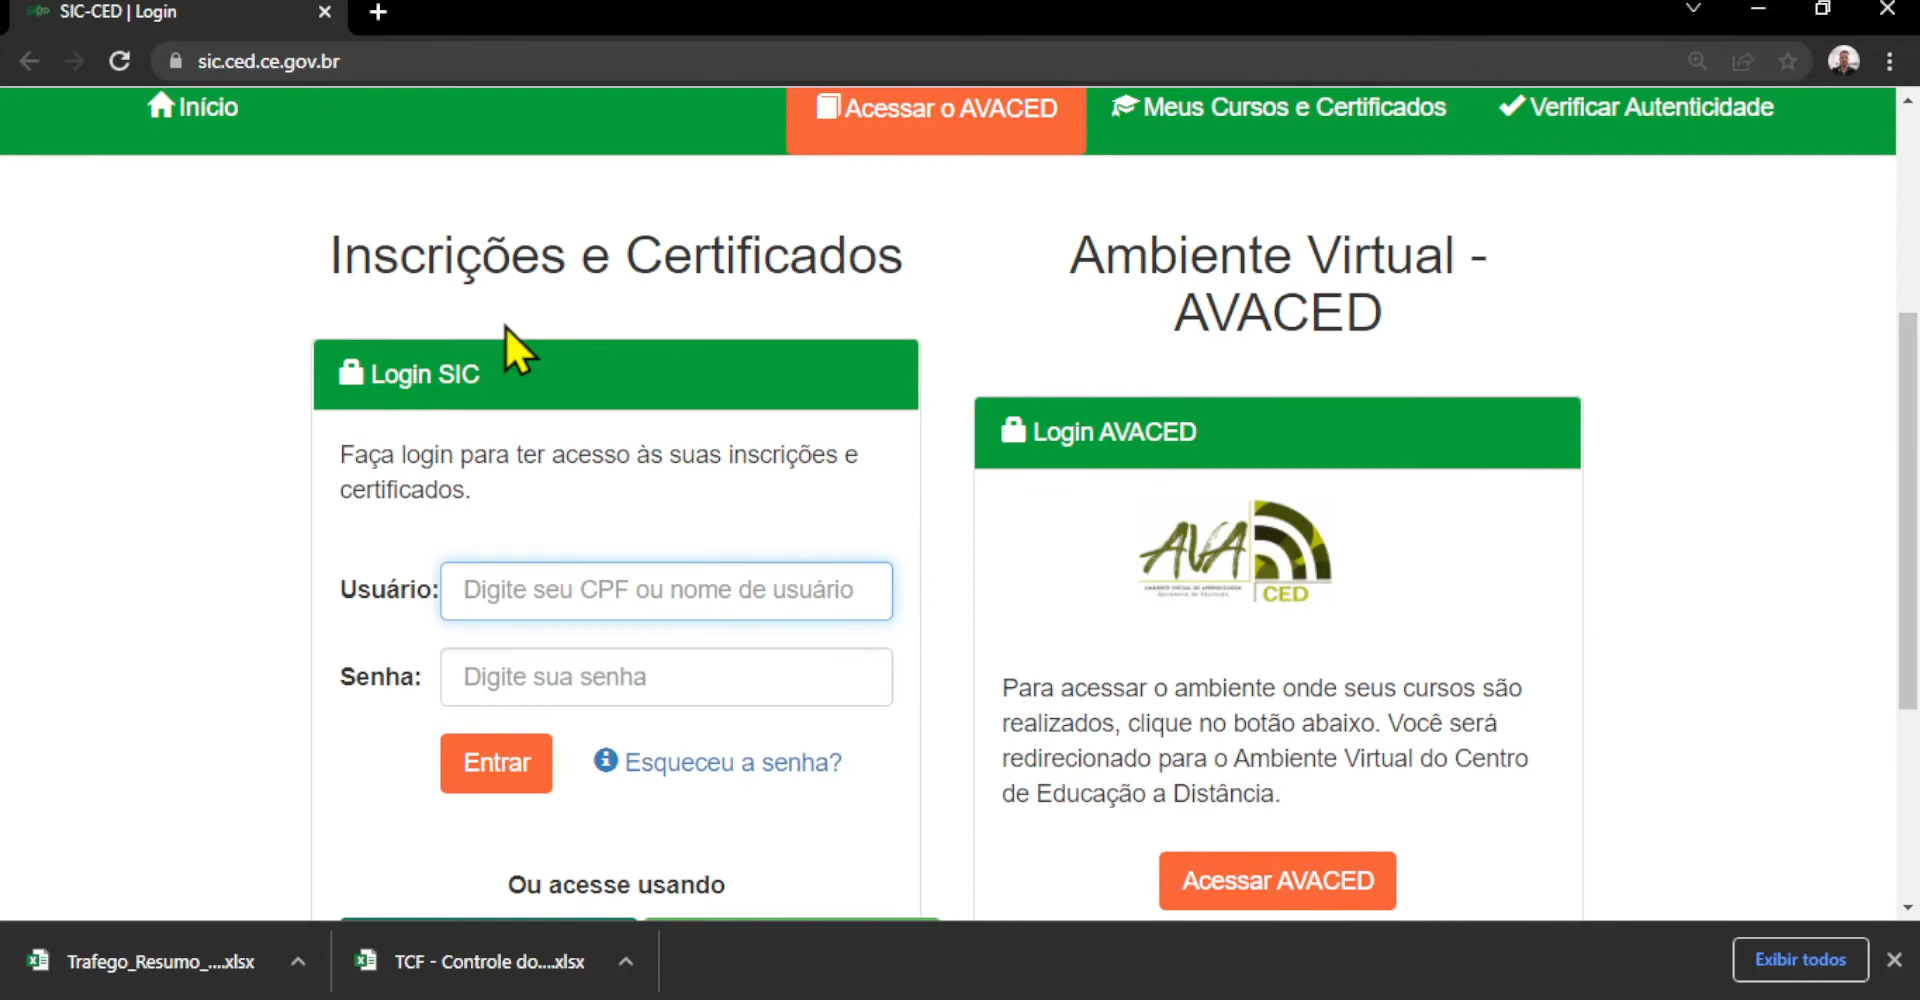 SIC-CED | Login
sic.ced.ce.gov.br
Início
Acessar o AVACED
Meus Cursos e Certificados
Verificar Autenticidade
Inscrições e Certificados
Login SIC
Faça login para ter acesso às suas inscrições e
certificados.
Usuário: Digite seu CPF ou nome de usuário
Senha: Digite sua senha
Entrar
Esqueceu a senha?
Ou acesse usando
Ambiente Virtual -
AVACED
Login AVACED
AVA
CED
Para acessar o ambiente onde seus cursos são
realizados, clique no botão abaixo. Você será
redirecionado para o Ambiente Virtual do Centro
de Educação a Distância.
Acessar AVACED
Trafego_Resumo_....xlsx
TCF - Controle do....xlsx
Exibir todos